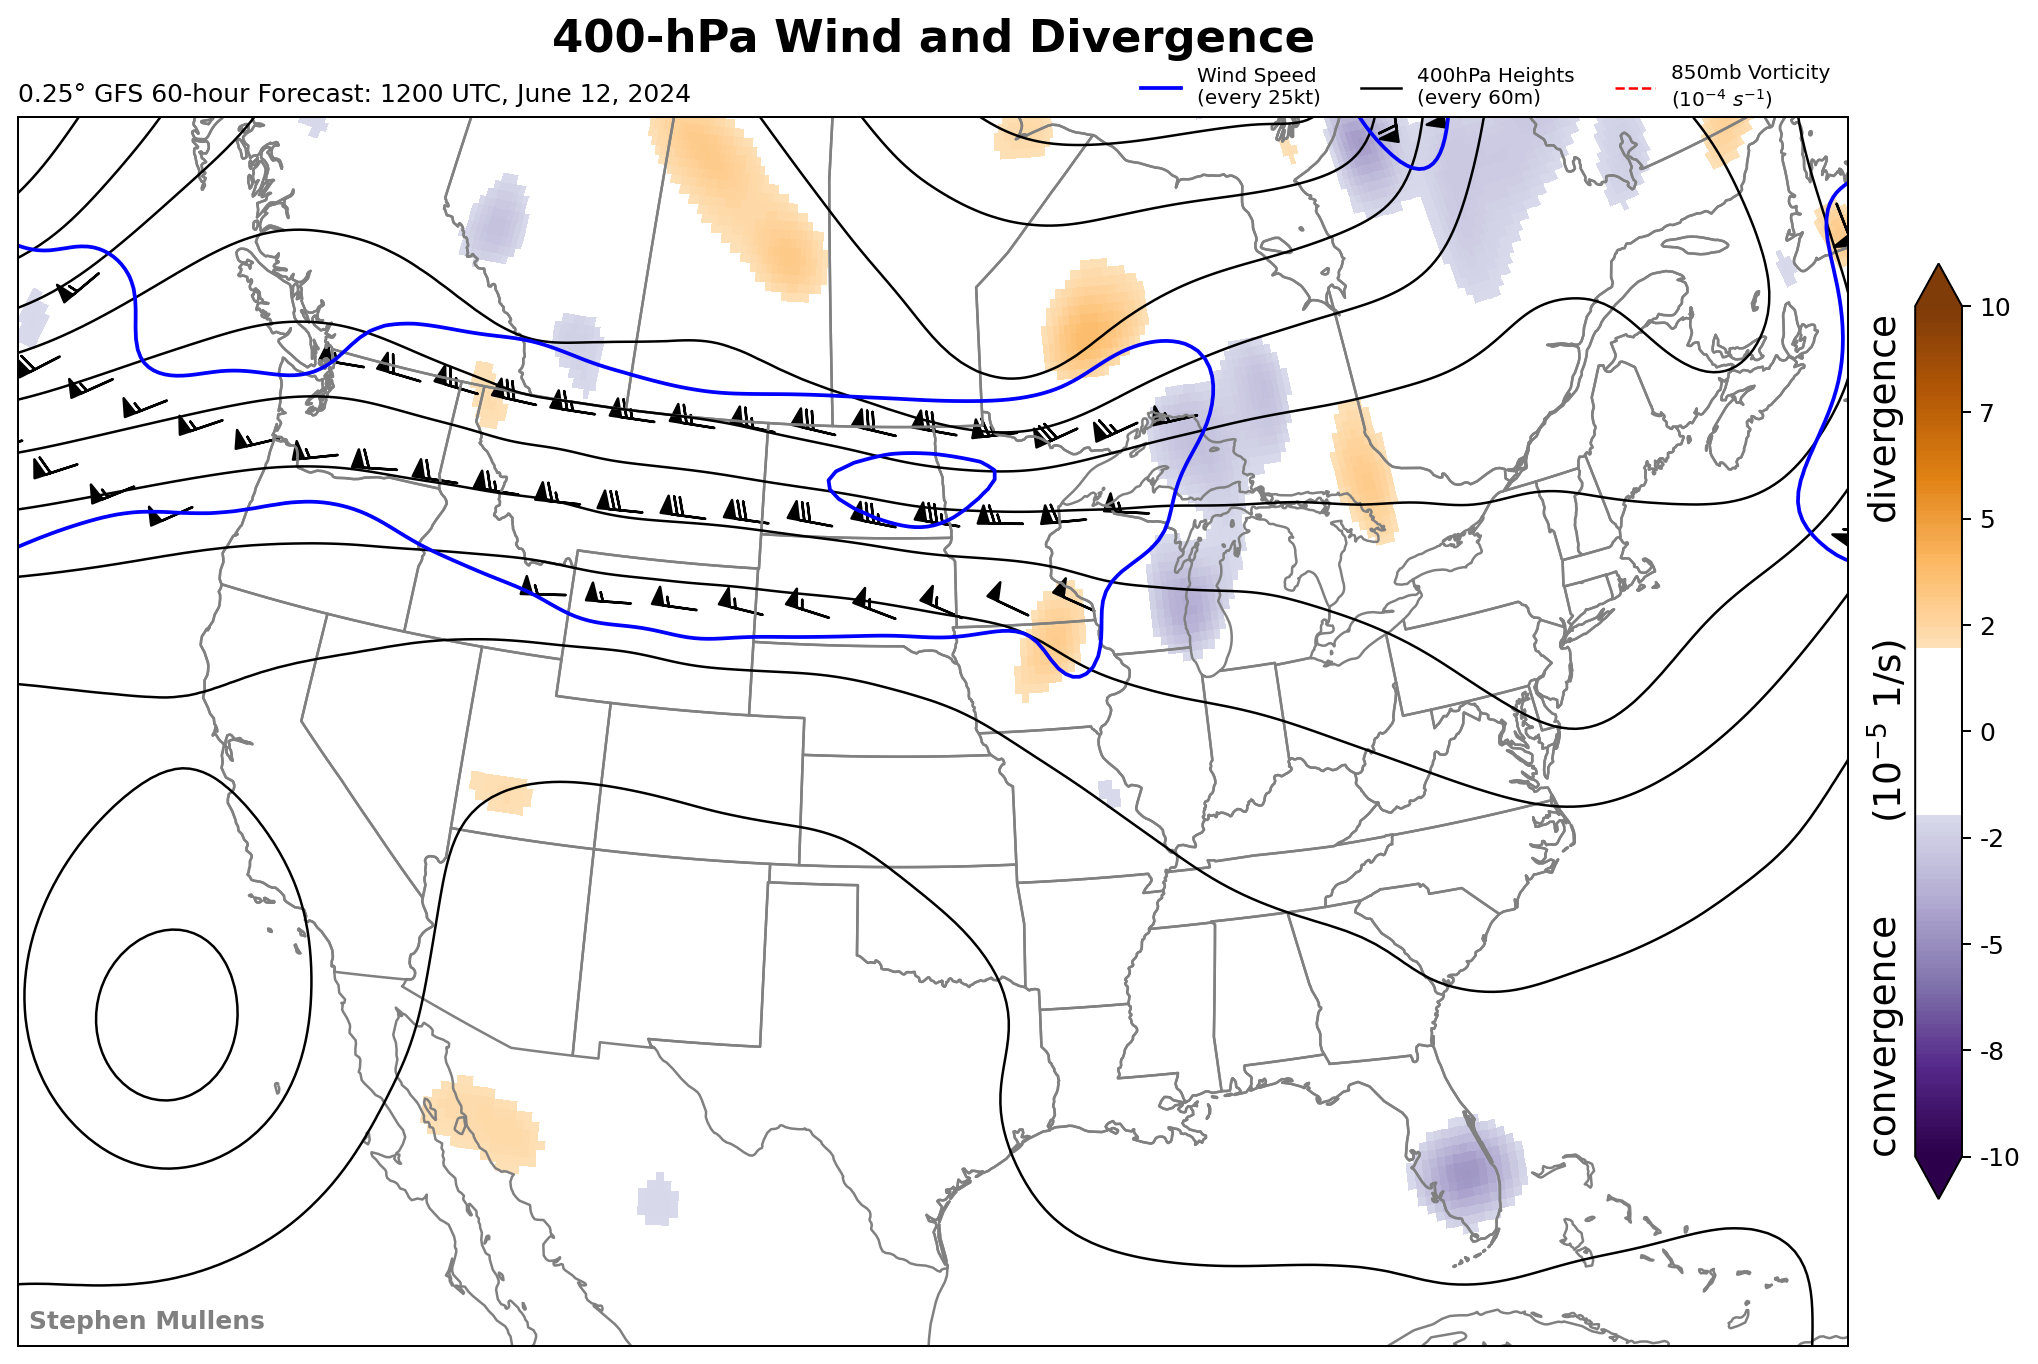 400-hPa Wind and Divergence
0.25° GFS 60-hour Forecast: 1200 UTC, June 12, 2024
Wind Speed
(every 25kt)
400hPa Heights
(every 60m)
850mb Vorticity
(10⁻⁴ s⁻¹)
10
7
5
2
0
-2
-5
-8
-10
convergence (10⁻⁵ 1/s) divergence
Stephen Mullens